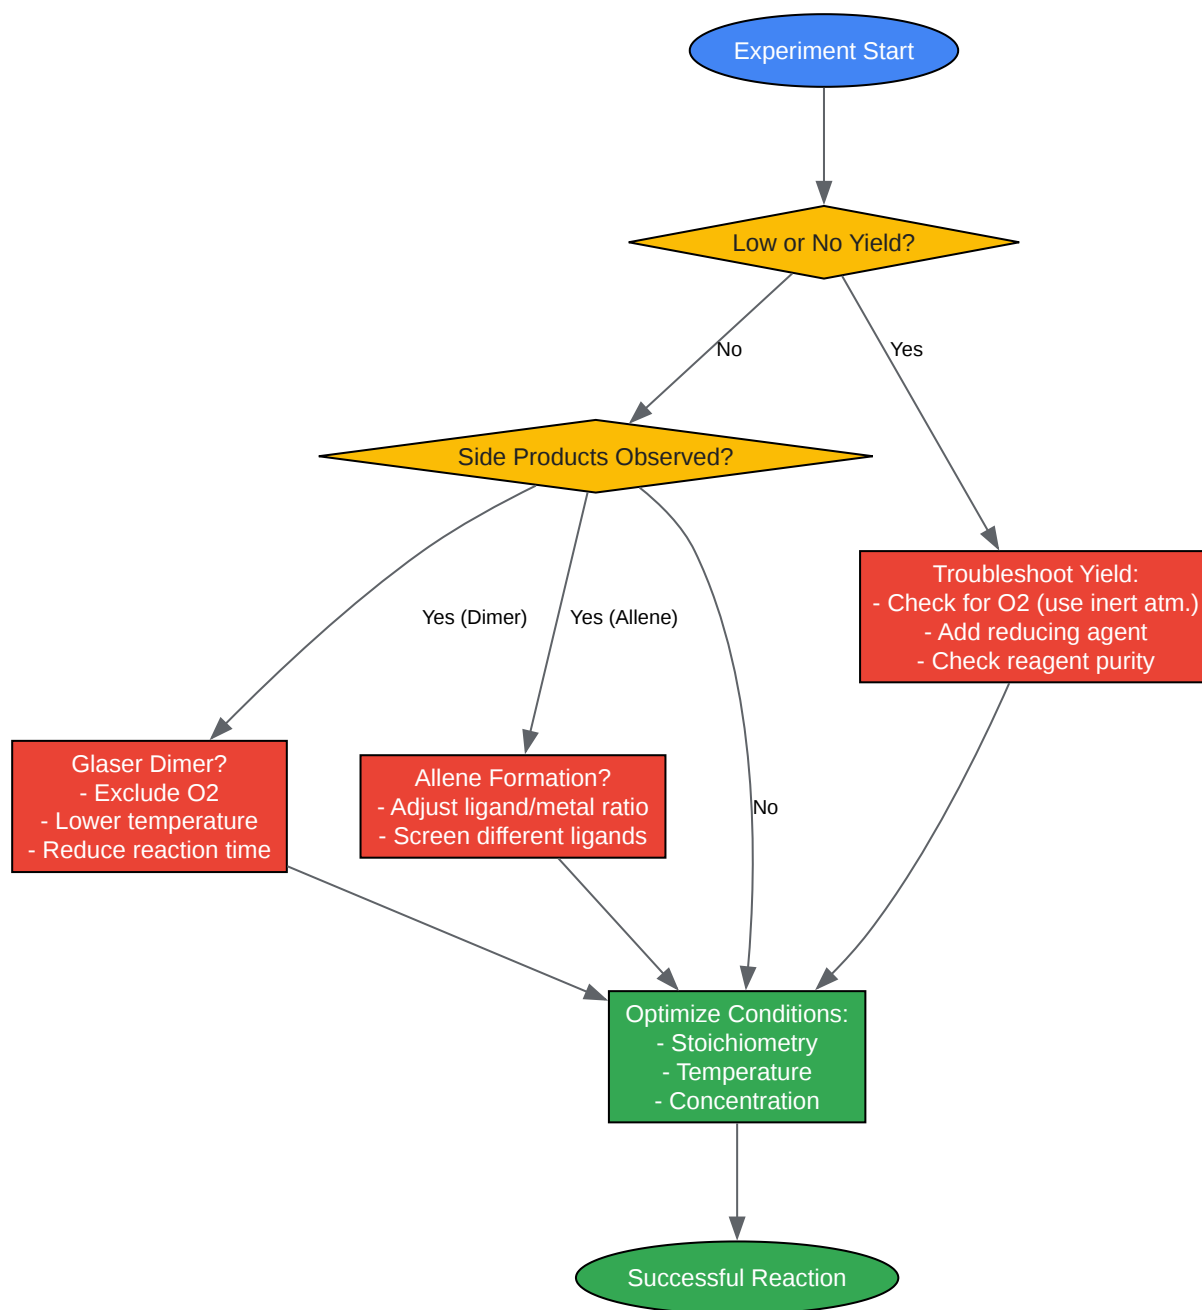 Experiment Start
Low or No Yield?
No
Yes
Side Products Observed?
Yes (Dimer)
Yes (Allene)
Troubleshoot Yield:
- Check for O2 (use inert atm.)
- Add reducing agent
- Check reagent purity
Glaser Dimer?
- Exclude O2
- Lower temperature
- Reduce reaction time
Allene Formation?
- Adjust ligand/metal ratio
- Screen different ligands
No
Optimize Conditions:
- Stoichiometry
- Temperature
- Concentration
Successful Reaction